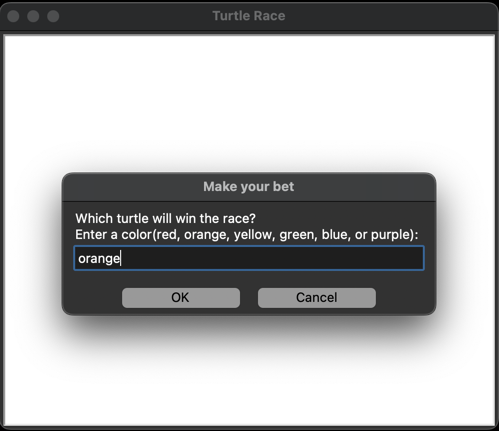 Turtle Race
Make your bet
Which turtle will win the race?
Enter a color(red, orange, yellow, green, blue, or purple):
orange
OK
Cancel